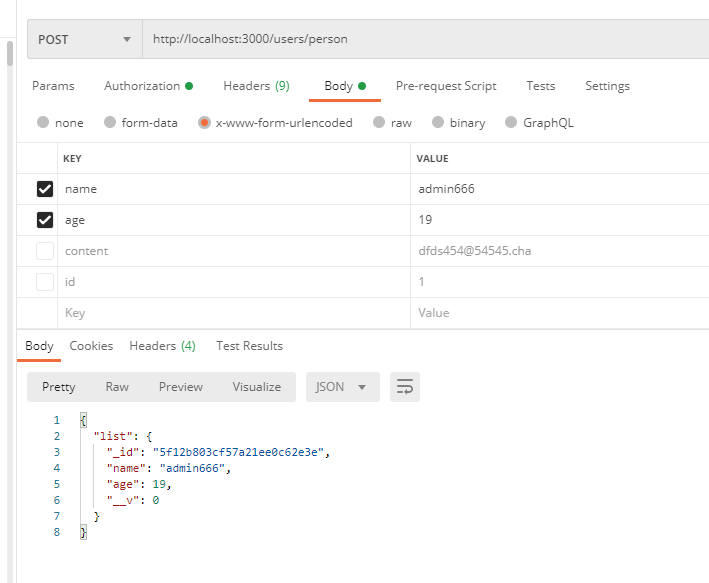 POST http://localhost:3000/users/person
Params Authorization Headers (9) Body Pre-request Script Tests Settings
none form-data x-www-form-urlencoded raw binary GraphQL
KEY VALUE
name admin666
age 19
content dfds454@54545.cha
id 1
Key Value
Body Cookies Headers (4) Test Results
Pretty Raw Preview Visualize JSON
1 {
2 "list": {
3 "_id": "5f12b803cf57a21ee0c62e3e",
4 "name": "admin666",
5 "age": 19,
6 "__v": 0
7 }
8 }